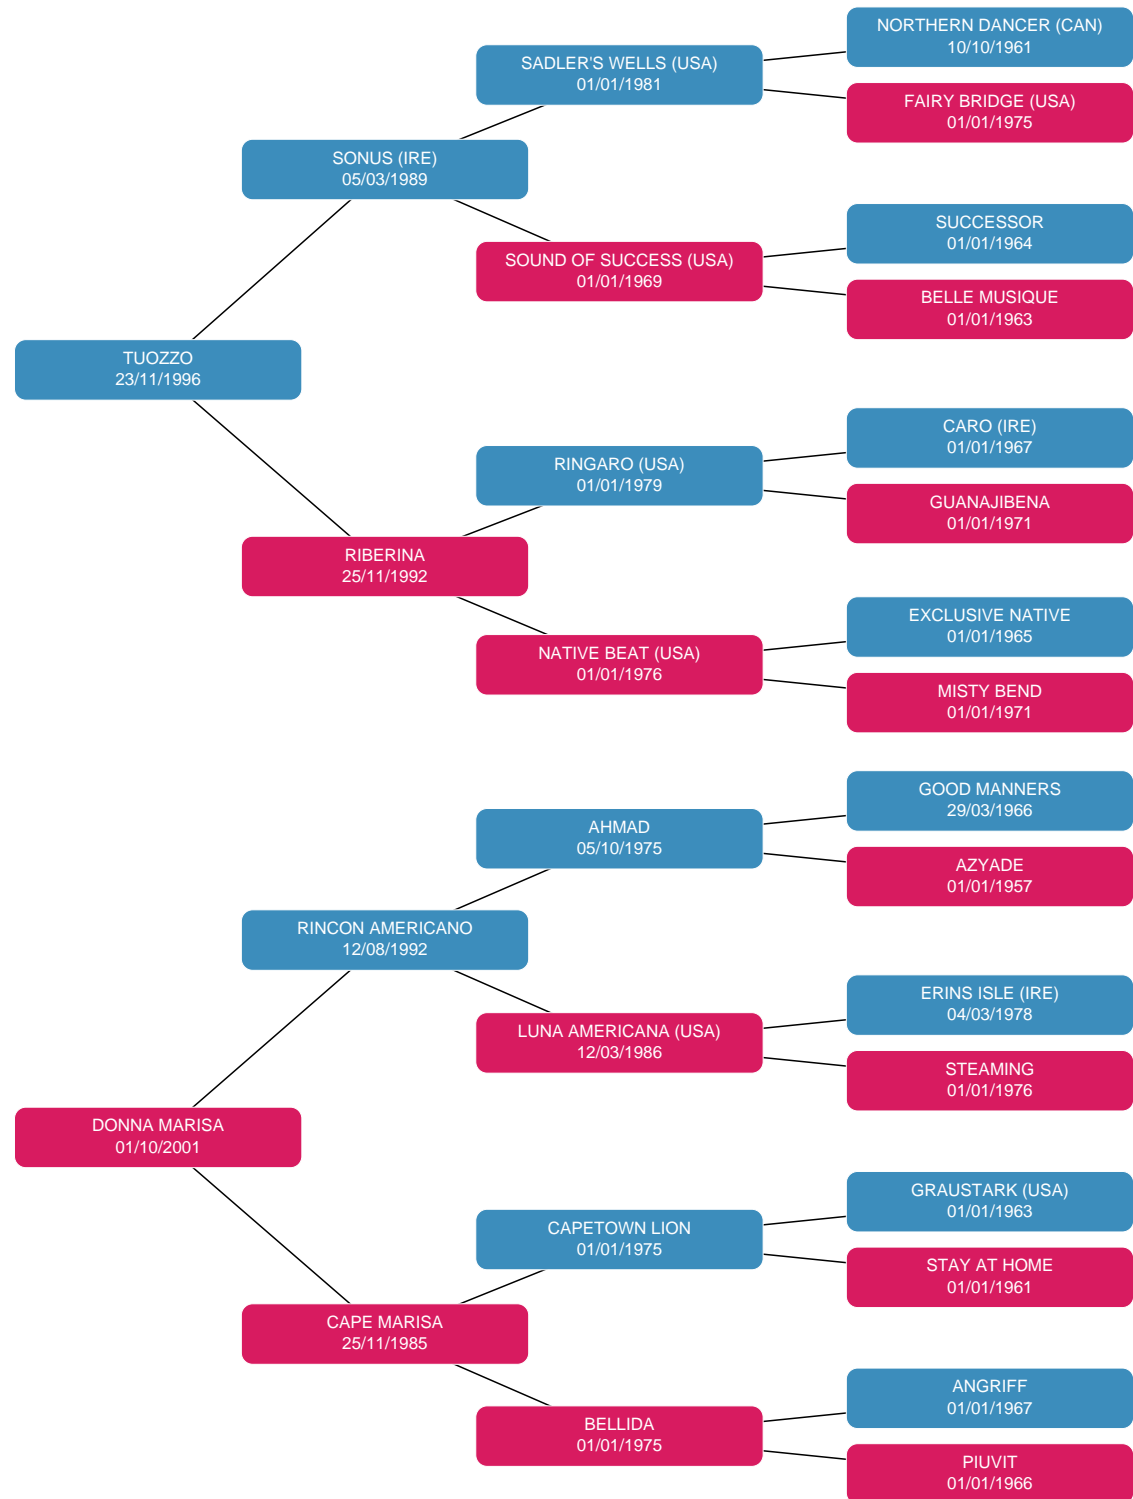 NORTHERN DANCER (CAN)
10/10/1961
SADLER'S WELLS (USA)
01/01/1981
FAIRY BRIDGE (USA)
01/01/1975
SONUS (IRE)
05/03/1989
SUCCESSOR
01/01/1964
SOUND OF SUCCESS (USA)
01/01/1969
BELLE MUSIQUE
01/01/1963
TUOZZO
23/11/1996
CARO (IRE)
01/01/1967
RINGARO (USA)
01/01/1979
GUANAJIBENA
01/01/1971
RIBERINA
25/11/1992
EXCLUSIVE NATIVE
01/01/1965
NATIVE BEAT (USA)
01/01/1976
MISTY BEND
01/01/1971
GOOD MANNERS
29/03/1966
AHMAD
05/10/1975
AZYADE
01/01/1957
RINCON AMERICANO
12/08/1992
ERINS ISLE (IRE)
04/03/1978
LUNA AMERICANA (USA)
12/03/1986
STEAMING
01/01/1976
DONNA MARISA
01/10/2001
GRAUSTARK (USA)
01/01/1963
CAPETOWN LION
01/01/1975
STAY AT HOME
01/01/1961
CAPE MARISA
25/11/1985
ANGRIFF
01/01/1967
BELLIDA
01/01/1975
PIUVIT
01/01/1966